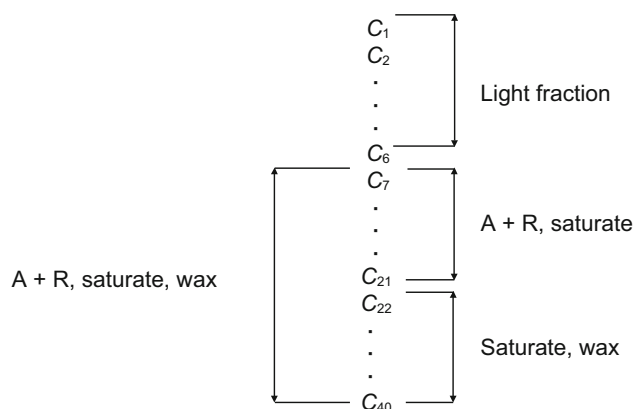 C₁
C₂
.
.
.
Light fraction
C₆
C₇
.
.
.
A + R, saturate
A + R, saturate, wax
C₂₁
C₂₂
.
.
.
Saturate, wax
C₄₀